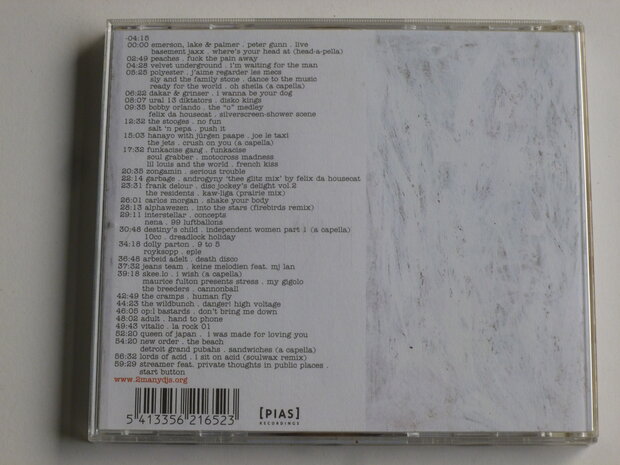 -04:15
00:00 emerson, lake & palmer . peter gunn . live
basement jaxx . where's your head at (head-a-pella)
02:49 peaches . fuck the pain away
04:28 velvet underground . i'm waiting for the man
05:25 polyester . j'aime regarder les mecs
sly and the family stone . dance to the music
ready for the world . oh sheila (a capella)
06:22 dakar & grinser . i wanna be your dog
08:07 ural 13 diktators . disko kings
09:35 bobby orlando . the "o" medley
felix da housecat . silverscreen-shower scene
12:32 the stooges . no fun
salt 'n pepa . push it
15:03 hanayo with jürgen paape . joe le taxi
the jets . crush on you (a capella)
17:32 funkacise gang . funkacise
soul grabber . motocross madness
lil louis and the world . french kiss
20:35 zongamin . serious trouble
22:14 garbage . androgyny 'thee glitz mix' by felix da housecat
23:31 frank delour . disc jockey's delight vol.2
the residents . kaw-liga (prairie mix)
26:01 carlos morgan . shake your body
28:13 alphawezen . into the stars (firebirds remix)
29:11 interstellar . concepts
nena . 99 luftballons
30:48 destiny's child . independent women part 1 (a capella)
10cc . dreadlock holiday
34:18 dolly parton . 9 to 5
royksopp . eple
36:48 arbeid adelt . death disco
37:32 jeans team . keine melodien feat. mj lan
39:18 skee.lo . i wish (a capella)
maurice fulton presents stress . my gigolo
the breeders . cannonball
42:49 the cramps . human fly
44:23 the wildbunch . danger! high voltage
46:05 op:l bastards . don't bring me down
48:02 adult . hand to phone
49:43 vitalic . la rock 01
52:20 queen of japan . i was made for loving you
54:20 new order . the beach
detroit grand pubahs . sandwiches (a capella)
56:32 lords of acid . i sit on acid (soulwax remix)
59:29 streamer feat. private thoughts in public places .
start button
www.2manydjs.org
5 413356 216523
[PIAS]
RECORDINGS